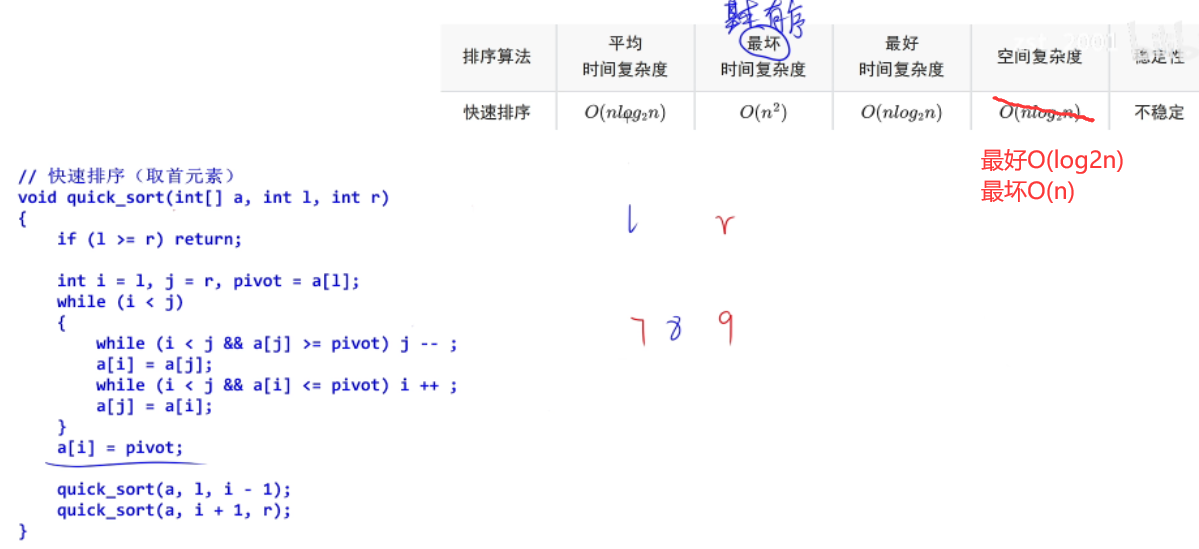 基本有序
排序算法 平均 时间复杂度 最坏 时间复杂度 最好 时间复杂度 空间复杂度 稳定性
快速排序 O(nlog₂n) O(n²) O(nlog₂n) O(nlog₂n) 不稳定
最好O(log2n)
最坏O(n)
// 快速排序（取首元素）
void quick_sort(int[] a, int l, int r)
{
    if (l >= r) return;
    int i = l, j = r, pivot = a[l];
    while (i < j)
    {
        while (i < j && a[j] >= pivot) j -- ;
        a[i] = a[j];
        while (i < j && a[i] <= pivot) i ++ ;
        a[j] = a[i];
    }
    a[i] = pivot;
    quick_sort(a, l, i - 1);
    quick_sort(a, i + 1, r);
}
l r
7 8 9